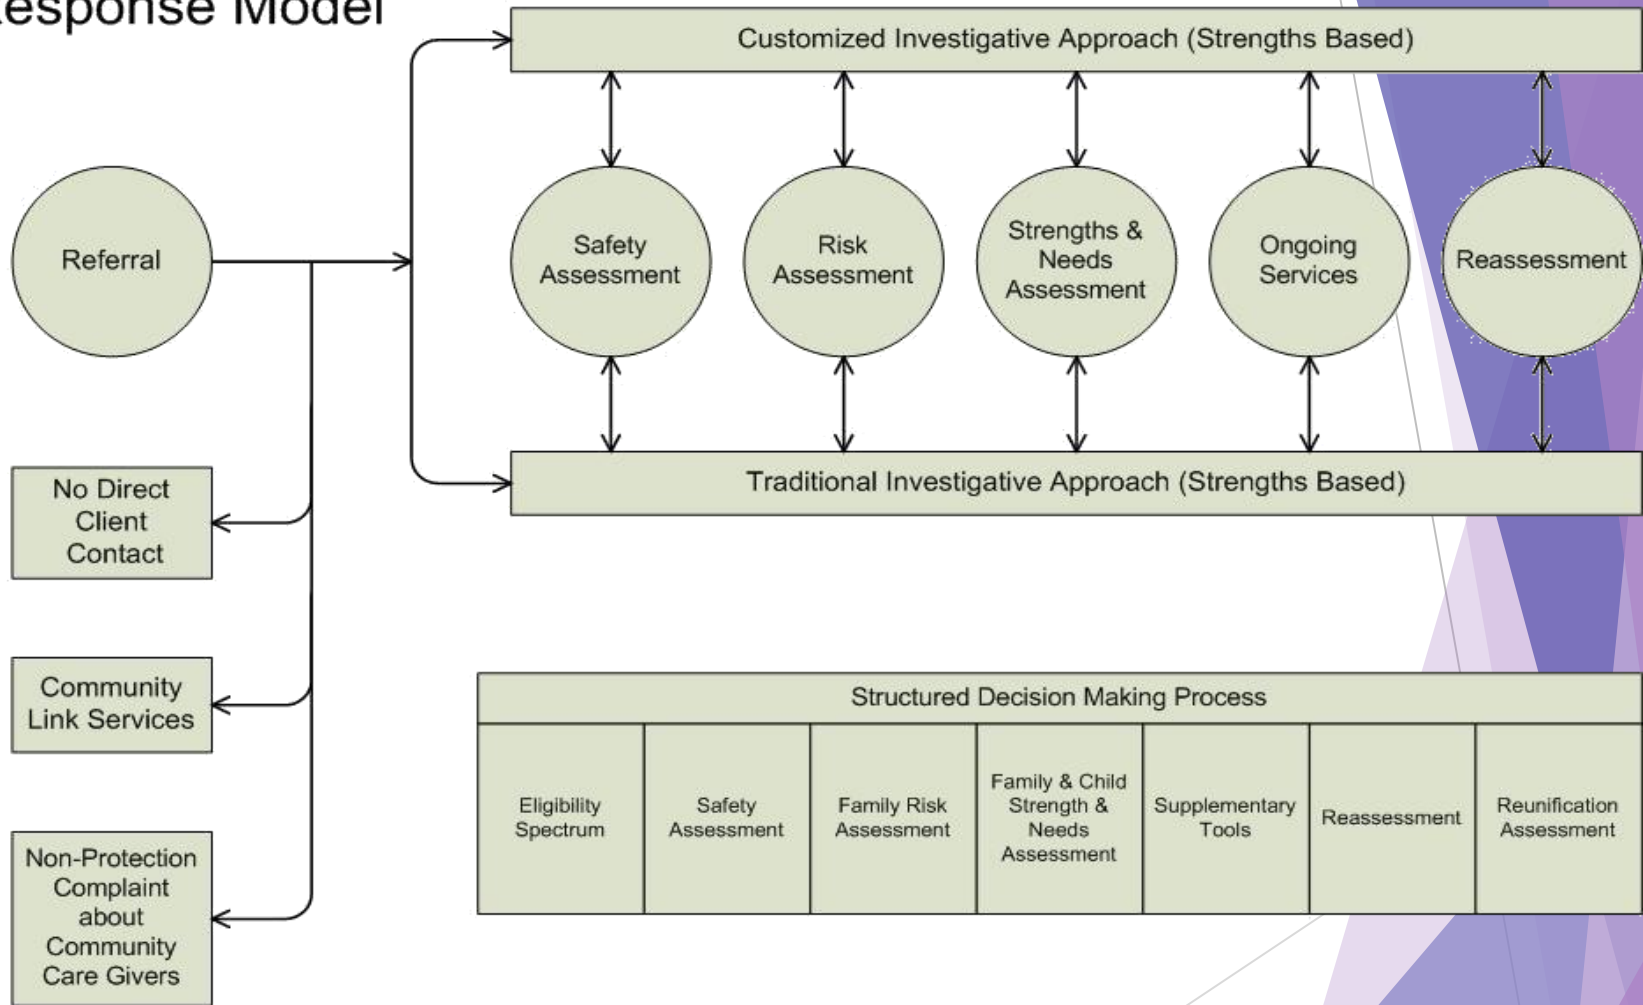 Response Model
Customized Investigative Approach (Strengths Based)
Referral
Safety
Assessment
Risk
Assessment
Strengths &
Needs
Assessment
Ongoing
Services
Reassessment
Traditional Investigative Approach (Strengths Based)
No Direct
Client
Contact
Community
Link Services
Non-Protection
Complaint
about
Community
Care Givers
Structured Decision Making Process
Eligibility
Spectrum
Safety
Assessment
Family Risk
Assessment
Family & Child
Strength &
Needs
Assessment
Supplementary
Tools
Reassessment
Reunification
Assessment